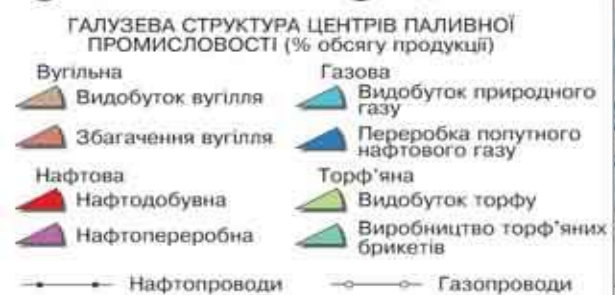 ГАЛУЗЕВА СТРУКТУРА ЦЕНТРІВ ПАЛИВНОЇ
ПРОМИСЛОВОСТІ (% обсягу продукції)
Вугільна
Видобуток вугілля
Збагачення вугілля
Нафтова
Нафтодобувна
Нафтопереробна
Газова
Видобуток природного
газу
Переробка попутного
нафтового газу
Торф'яна
Видобуток торфу
Виробництво торф'яних
брикетів
Нафтопроводи
Газопроводи